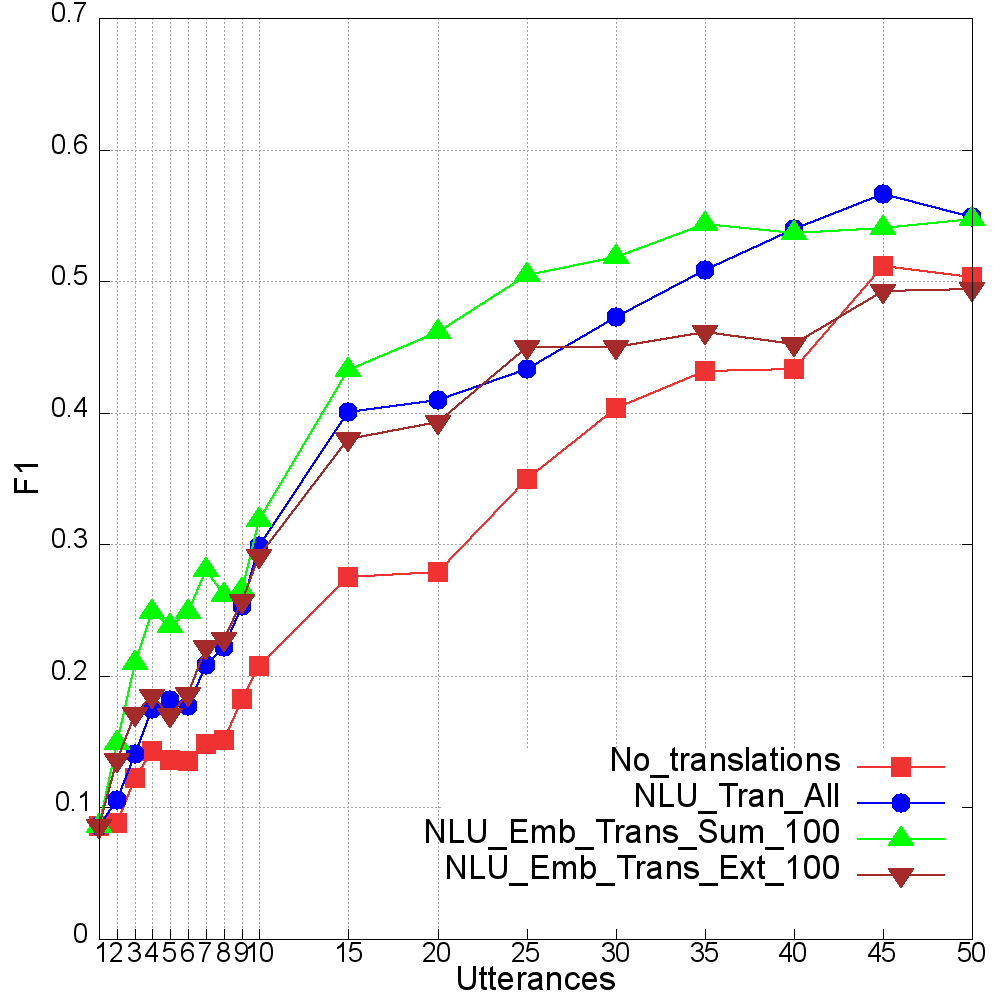 0.7
0.6
0.5
0.4
0.3
0.2
0.1
0
F1
No_translations
NLU_Tran_All
NLU_Emb_Trans_Sum_100
NLU_Emb_Trans_Ext_100
1 2 3 4 5 6 7 8 9 10 15 20 25 30 35 40 45 50
Utterances